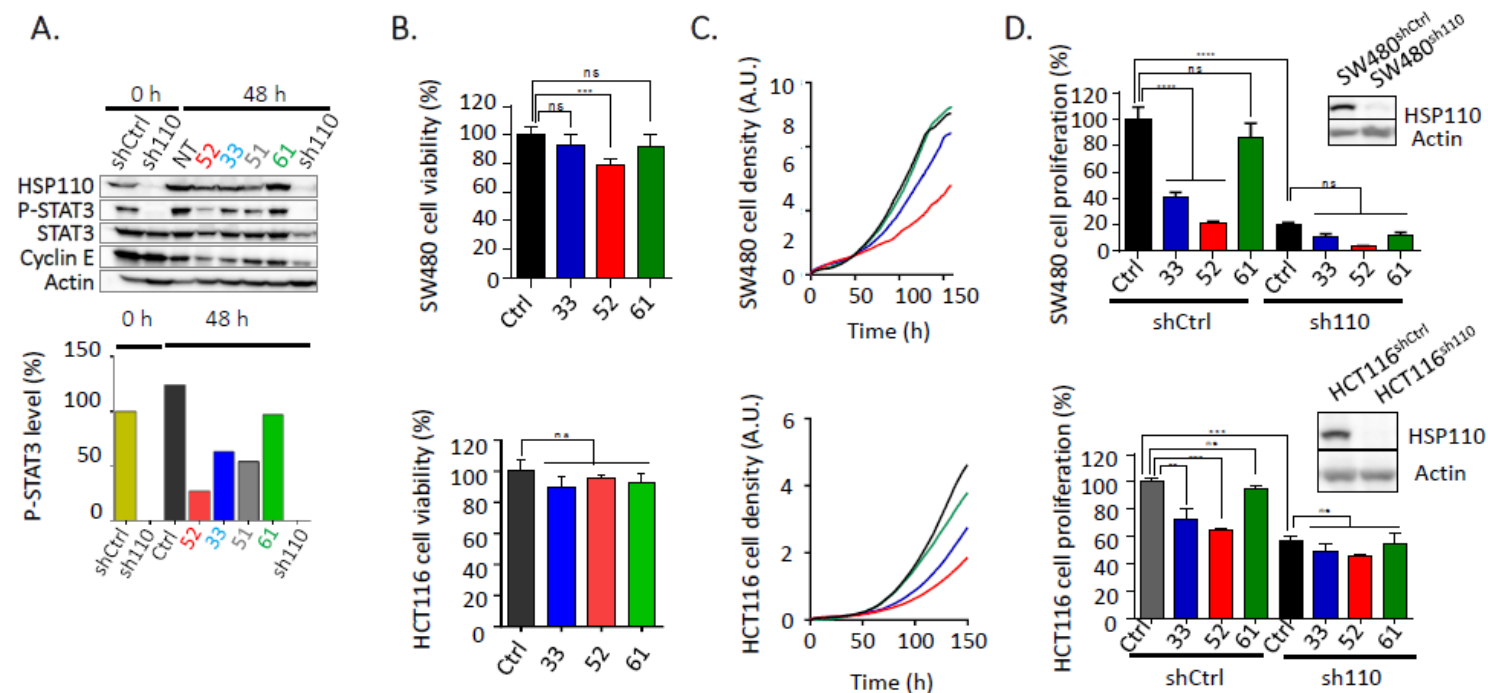 A.
0 h 48 h
shCtrl sh110 NT 52 33 51 61 sh110
HSP110
P-STAT3
STAT3
Cyclin E
Actin
0 h 48 h
P-STAT3 level (%)
150
100
50
0
shCtrl sh110 Ctrl 52 33 51 61 sh110
B.
SW480 cell viability (%)
120
100
80
60
40
20
0
ns
***
ns
Ctrl 33 52 61
HCT116 cell viability (%)
120
100
80
60
40
20
0
Ctrl 33 52 61
C.
SW480 cell density (A.U.)
10
8
6
4
2
0
0 50 100 150
Time (h)
HCT116 cell density (A.U.)
6
4
2
0
0 50 100 150
Time (h)
D.
SW480 cell proliferation (%)
120
100
80
60
40
20
0
****
ns
****
ns
Ctrl 33 52 61 Ctrl 33 52 61
shCtrl sh110
SW480shCtrl
SW480sh110
HSP110
Actin
HCT116 cell proliferation (%)
120
100
80
60
40
20
0
***
***
**
Ctrl 33 52 61 Ctrl 33 52 61
shCtrl sh110
HCT116shCtrl
HCT116sh110
HSP110
Actin